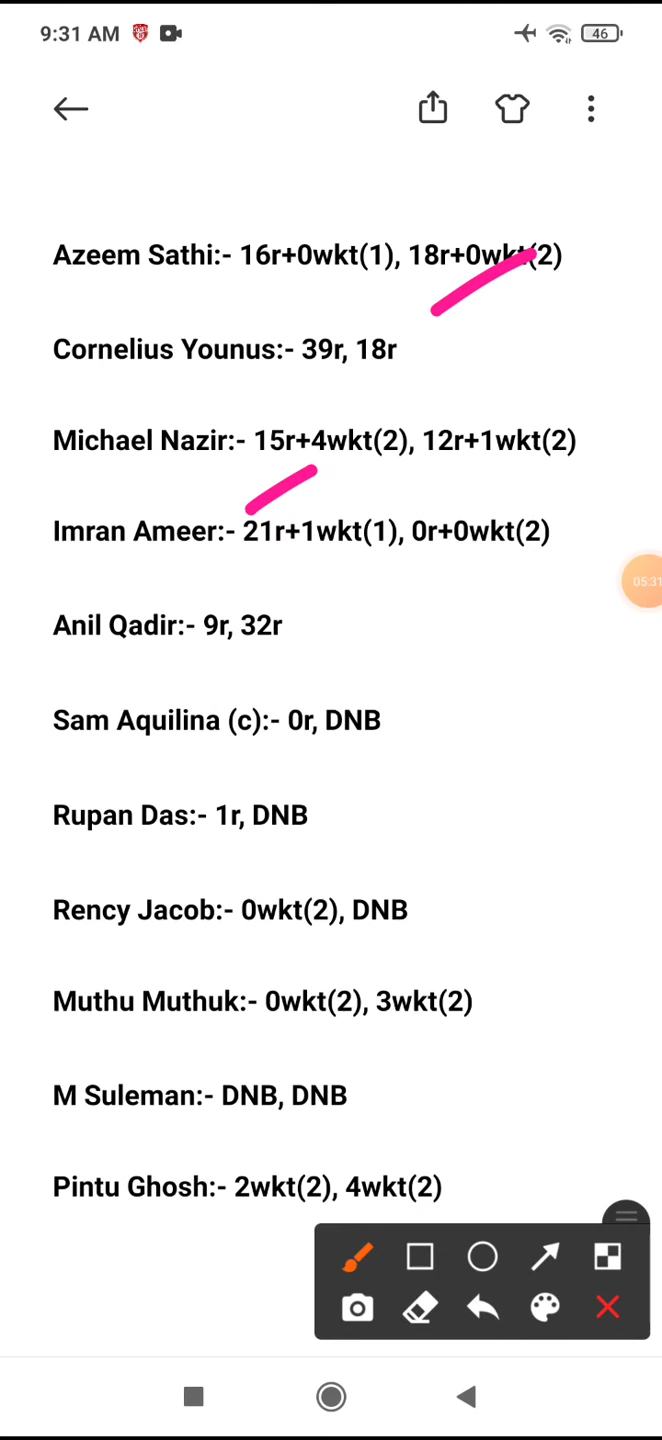 9:31 AM
46
Azeem Sathi:- 16r+0wkt(1), 18r+0wkt(2)
Cornelius Younus:- 39r, 18r
Michael Nazir:- 15r+4wkt(2), 12r+1wkt(2)
Imran Ameer:- 21r+1wkt(1), 0r+0wkt(2)
05:31
Anil Qadir:- 9r, 32r
Sam Aquilina (c):- 0r, DNB
Rupan Das:- 1r, DNB
Rency Jacob:- 0wkt(2), DNB
Muthu Muthuk:- 0wkt(2), 3wkt(2)
M Suleman:- DNB, DNB
Pintu Ghosh:- 2wkt(2), 4wkt(2)